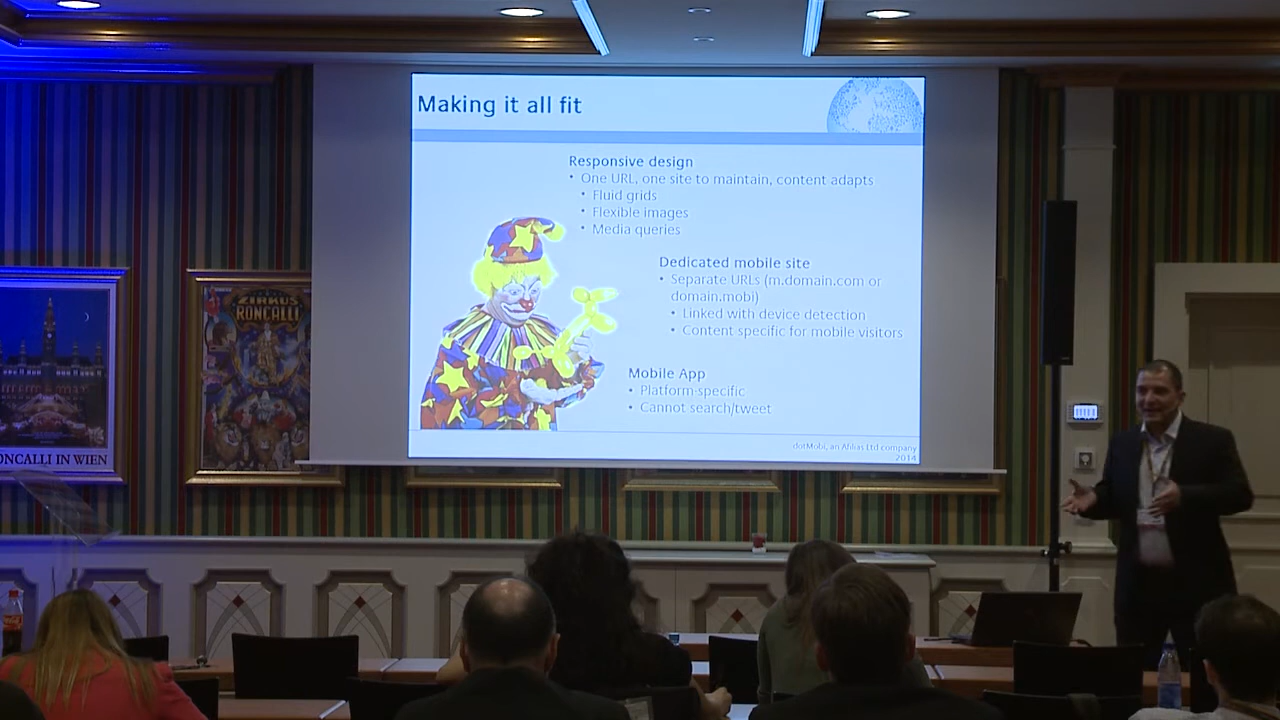 Making it all fit
Responsive design
• One URL, one site to maintain, content adapts
• Fluid grids
• Flexible images
• Media queries
Dedicated mobile site
• Separate URLs (m.domain.com or
domain.mobi)
• Linked with device detection
• Content specific for mobile visitors
Mobile App
• Platform-specific
• Cannot search/tweet
dotMobi, an Afilias Ltd company
2014
ZIRKUS
RONCALLI
ONCALLI IN WIEN